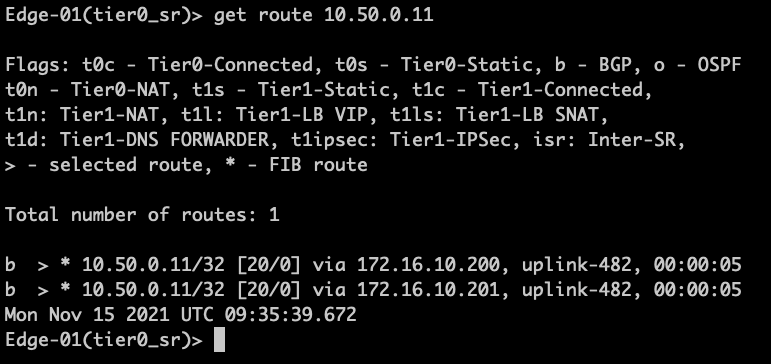 Edge-01(tier0_sr)> get route 10.50.0.11
Flags: t0c - Tier0-Connected, t0s - Tier0-Static, b - BGP, o - OSPF
t0n - Tier0-NAT, t1s - Tier1-Static, t1c - Tier1-Connected,
t1n: Tier1-NAT, t1l: Tier1-LB VIP, t1ls: Tier1-LB SNAT,
t1d: Tier1-DNS FORWARDER, t1ipsec: Tier1-IPSec, isr: Inter-SR,
> - selected route, * - FIB route
Total number of routes: 1
b  > * 10.50.0.11/32 [20/0] via 172.16.10.200, uplink-482, 00:00:05
b  > * 10.50.0.11/32 [20/0] via 172.16.10.201, uplink-482, 00:00:05
Mon Nov 15 2021 UTC 09:35:39.672
Edge-01(tier0_sr)>